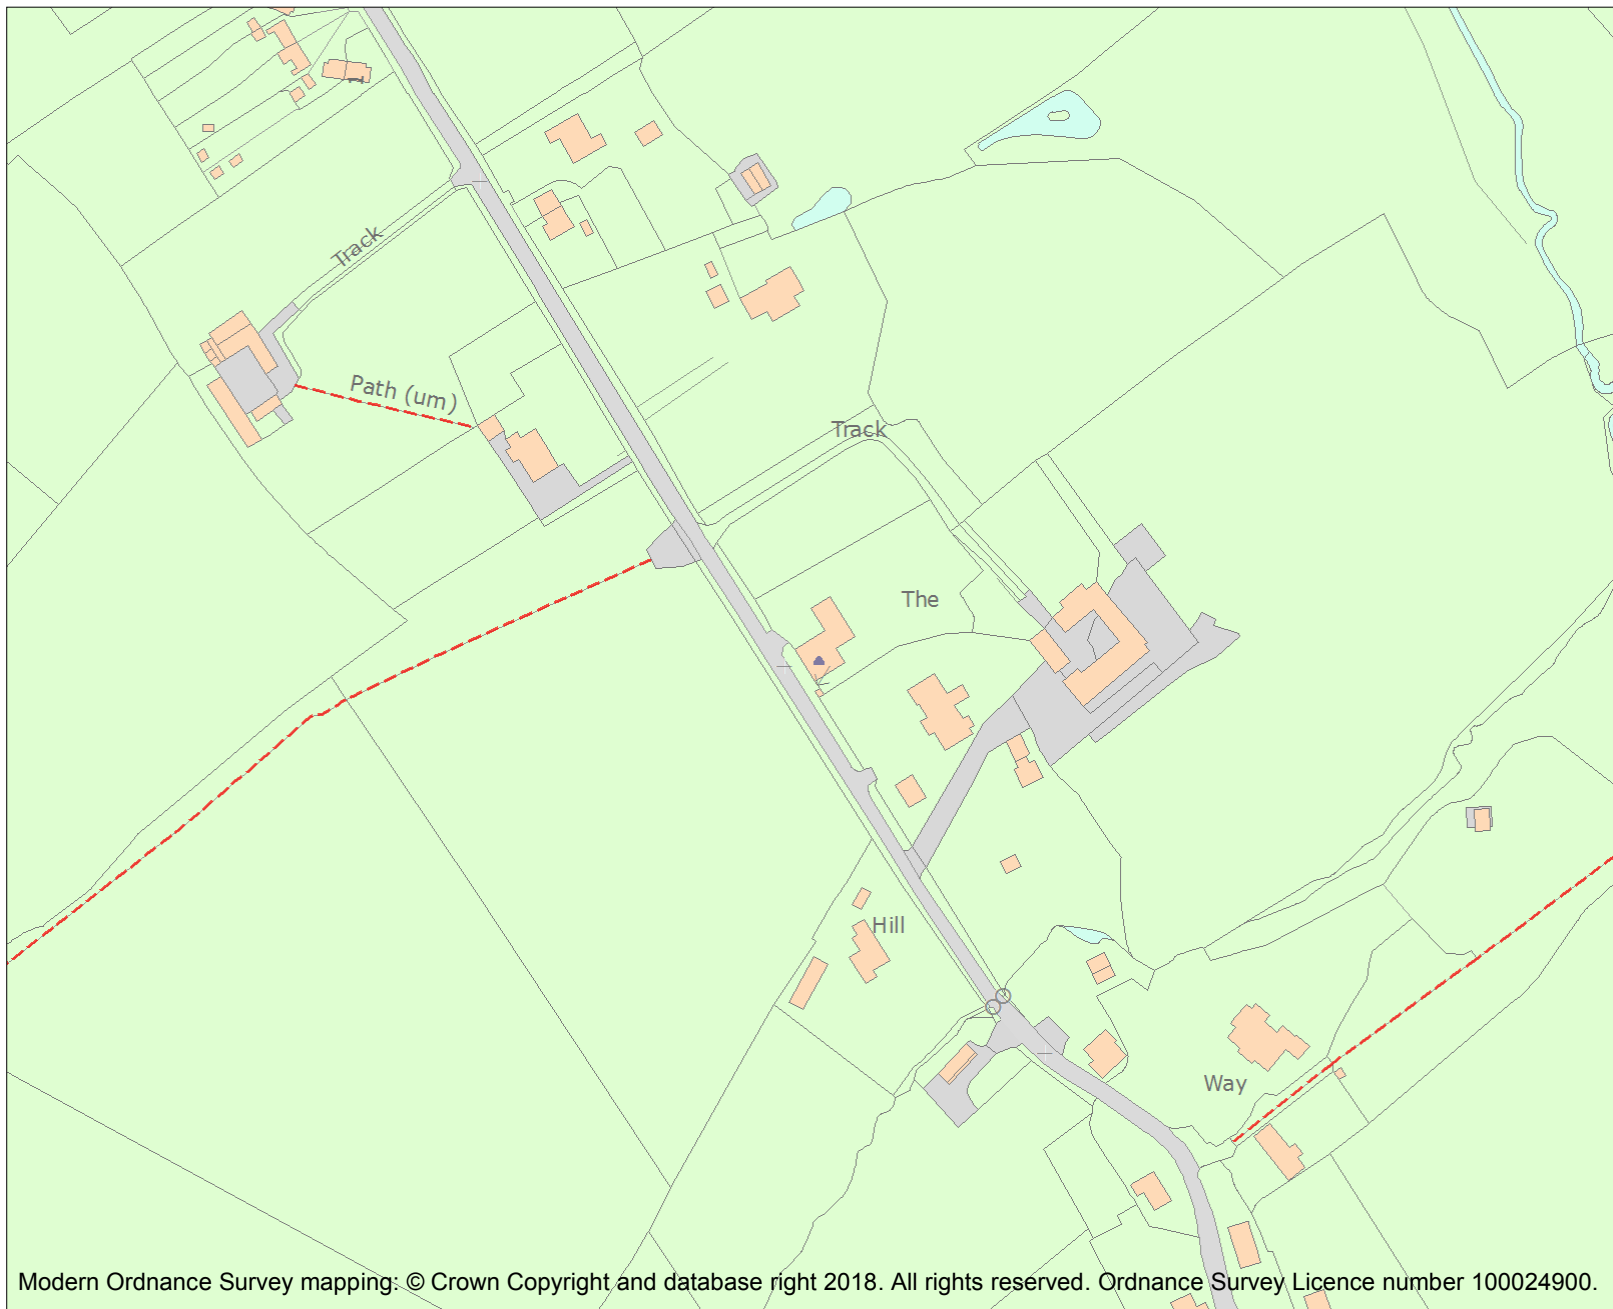 1
Track
Path (um)
Track
The
Hill
Way
Modern Ordnance Survey mapping: © Crown Copyright and database right 2018. All rights reserved. Ordnance Survey Licence number 100024900.